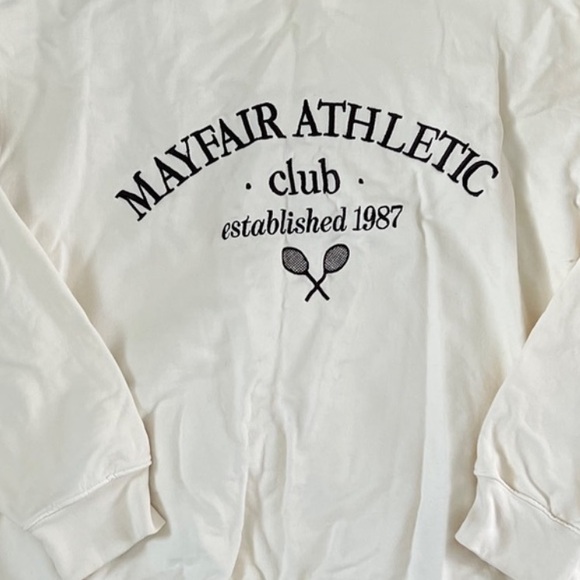 MAYFAIR ATHLETIC
· club ·
established 1987